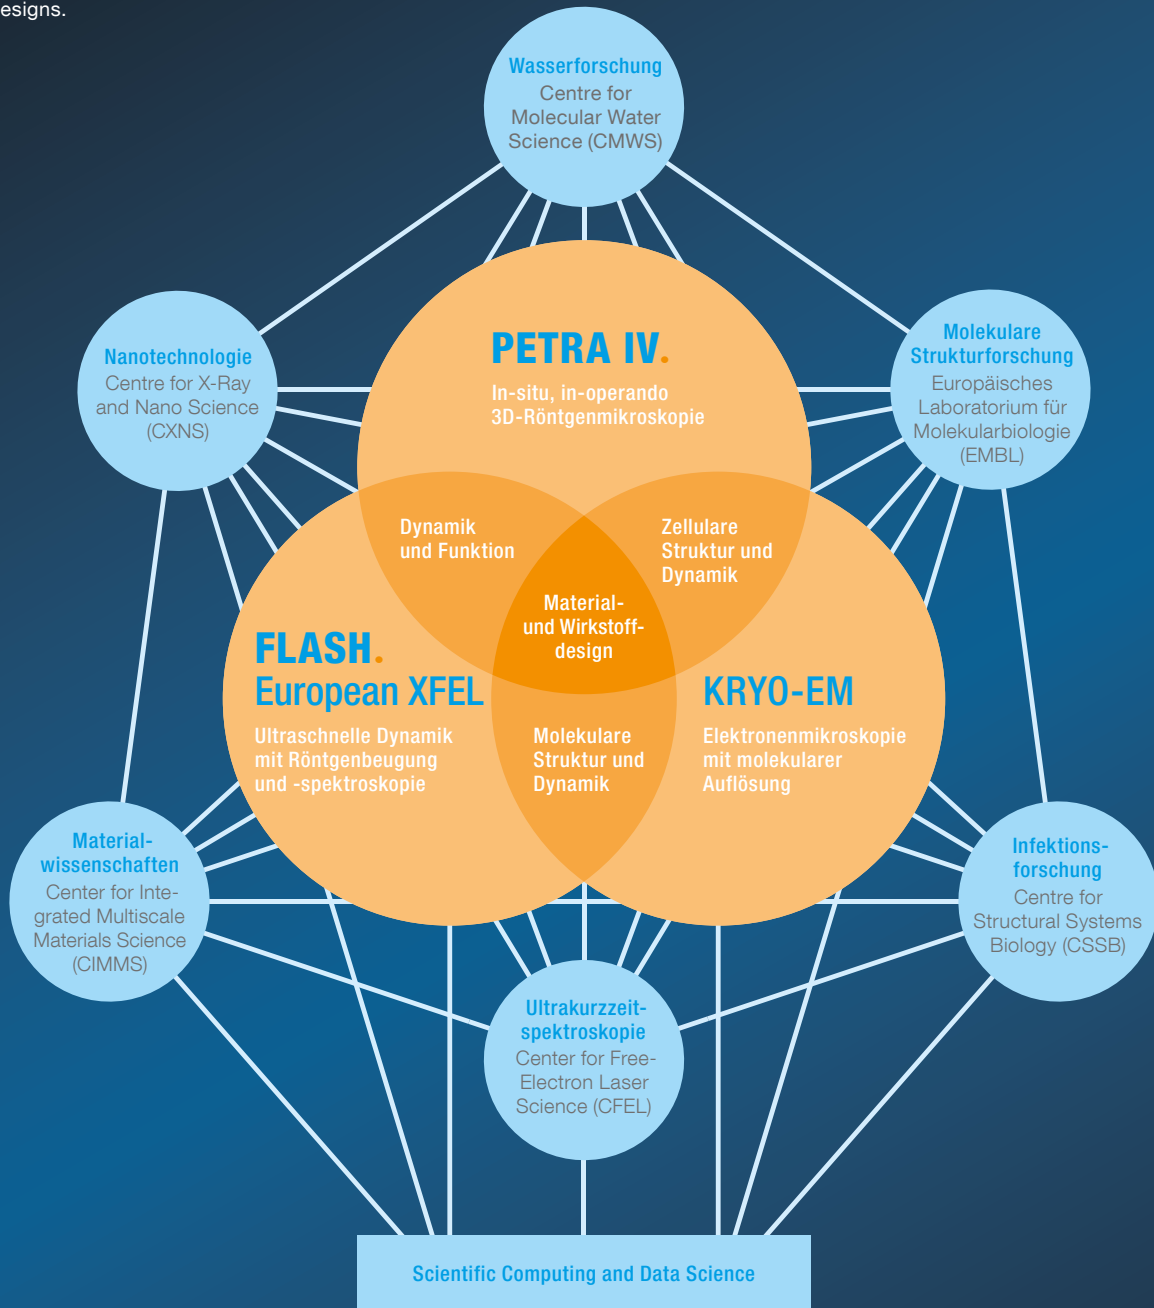 esigns.
Wasserforschung
Centre for
Molecular Water
Science (CMWS)
Nanotechnologie
Centre for X-Ray
and Nano Science
(CXNS)
Molekulare
Strukturforschung
Europäisches
Laboratorium für
Molekularbiologie
(EMBL)
PETRA IV.
In-situ, in-operando
3D-Röntgenmikroskopie
Dynamik
und Funktion
Zellulare
Struktur und
Dynamik
Material-
und Wirkstoff-
design
FLASH.
European XFEL
Ultraschnelle Dynamik
mit Röntgenbeugung
und -spektroskopie
Molekulare
Struktur und
Dynamik
KRYO-EM
Elektronenmikroskopie
mit molekularer
Auflösung
Material-
wissenschaften
Center for Inte-
grated Multiscale
Materials Science
(CIMMS)
Infektions-
forschung
Centre for
Structural Systems
Biology (CSSB)
Ultrakurzzeit-
spektroskopie
Center for Free-
Electron Laser
Science (CFEL)
Scientific Computing and Data Science